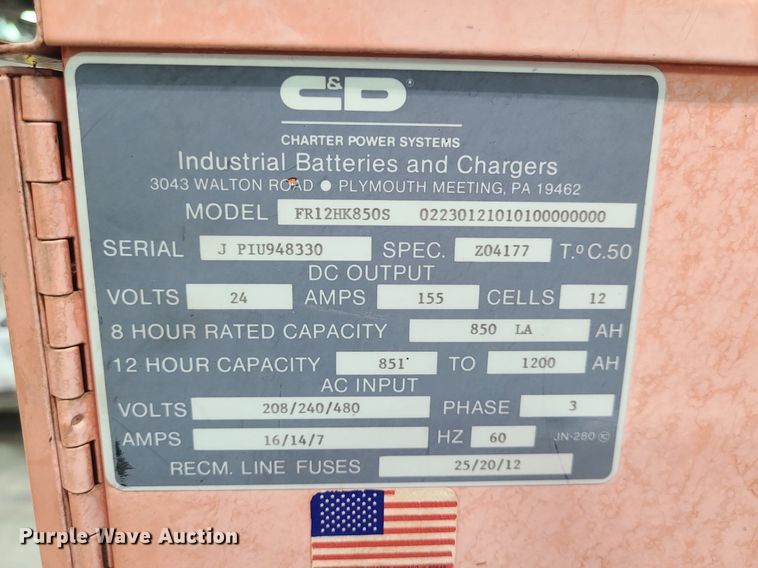 C&D®
CHARTER POWER SYSTEMS
Industrial Batteries and Chargers
3043 WALTON ROAD ● PLYMOUTH MEETING, PA 19462
MODEL FR12HK850S 02230121010100000000
SERIAL J PIU948330 SPEC. Z04177 T.ºC.50
DC OUTPUT
VOLTS 24 AMPS 155 CELLS 12
8 HOUR RATED CAPACITY 850 LA AH
12 HOUR CAPACITY 851 TO 1200 AH
AC INPUT
VOLTS 208/240/480 PHASE 3
AMPS 16/14/7 HZ 60 JN-280 ©
RECM. LINE FUSES 25/20/12
Purple Wave Auction